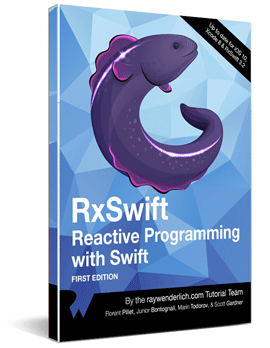 Up to date for iOS 10,
Xcode 8 & RxSwift 3.2
RxSwift
Reactive Programming
with Swift
FIRST EDITION
By the raywenderlich.com Tutorial Team
Florent Pillet, Junior Bontognali, Marin Todorov, & Scott Gardner